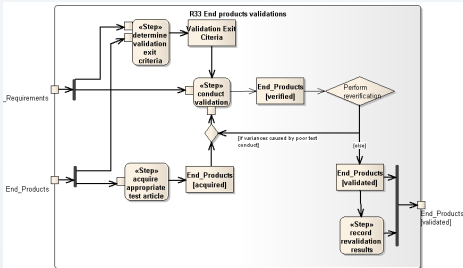 R33 End products validations
«Step»
determine
validation
exit
criteria
Validation Exit
Criteria
_Requirements
«Step»
conduct
validation
End_Products
[verified]
Perform
reverification
[if variances caused by poor test
conduct]
[else]
End_Products
«Step»
acquire
appropriate
test article
End_Products
[acquired]
End_Products
[validated]
End_Products
[validated]
«Step»
record
revalidation
results